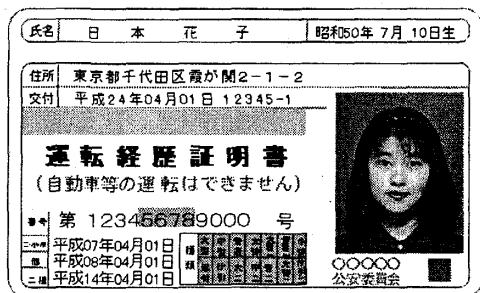 氏名 日本花子 昭和50年7月10日生
住所 東京都千代田区霞が関2-1-2
交付 平成24年04月01日 12345-1
運転経歴証明書
(自動車等の運転はできません)
番号 第 123456789000 号
平成07年04月01日
他 平成08年04月01日
二種 平成14年04月01日
種類
○○○○○
公安委員会